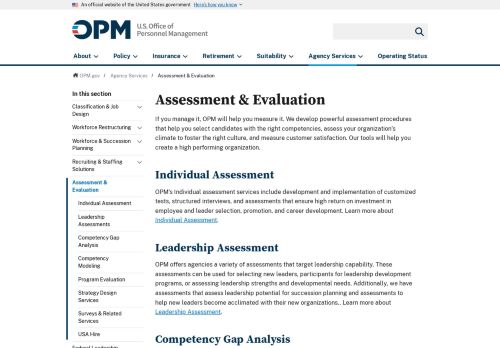 An official website of the United States government Here's how you know
OPM U.S. Office of
Personnel Management
About Policy Insurance Retirement Suitability Agency Services Operating Status
OPM.gov / Agency Services / Assessment & Evaluation
In this section
Classification & Job
Design
Workforce Restructuring
Workforce & Succession
Planning
Recruiting & Staffing
Solutions
Assessment &
Evaluation
Individual Assessment
Leadership
Assessments
Competency Gap
Analysis
Competency
Modeling
Program Evaluation
Strategy Design
Services
Surveys & Related
Services
USA Hire
Federal Leadership
Assessment & Evaluation
If you manage it, OPM will help you measure it. We develop powerful assessment procedures
that help you select candidates with the right competencies, assess your organization's
climate to foster the right culture, and measure customer satisfaction. Our tools will help you
create a high performing organization.
Individual Assessment
OPM's individual assessment services include development and implementation of customized
tests, structured interviews, and assessments that ensure high return on investment in
employee and leader selection, promotion, and career development. Learn more about
Individual Assessment.
Leadership Assessment
OPM offers agencies a variety of assessments that target leadership capability. These
assessments can be used for selecting new leaders, participants for leadership development
programs, or assessing leadership strengths and developmental needs. Additionally, we have
assessments that assess leadership potential for succession planning and assessments to
help new leaders become acclimated with their new organizations.. Learn more about
Leadership Assessment.
Competency Gap Analysis